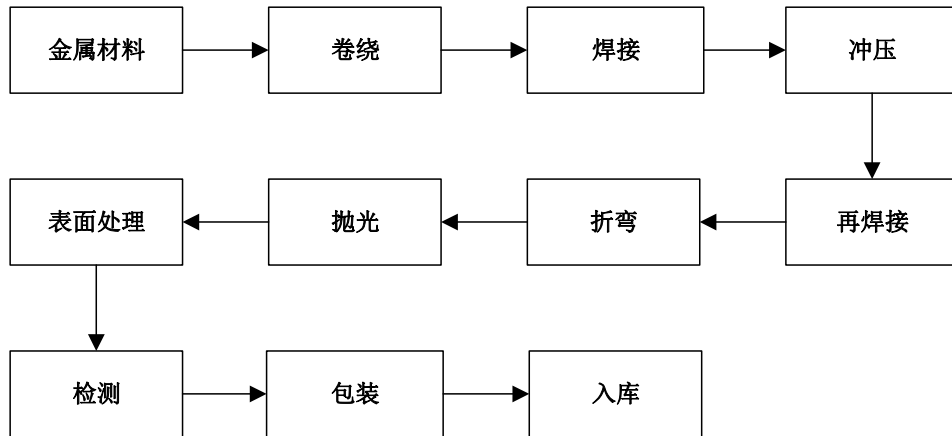 金属材料
卷绕
焊接
冲压
再焊接
折弯
抛光
表面处理
检测
包装
入库